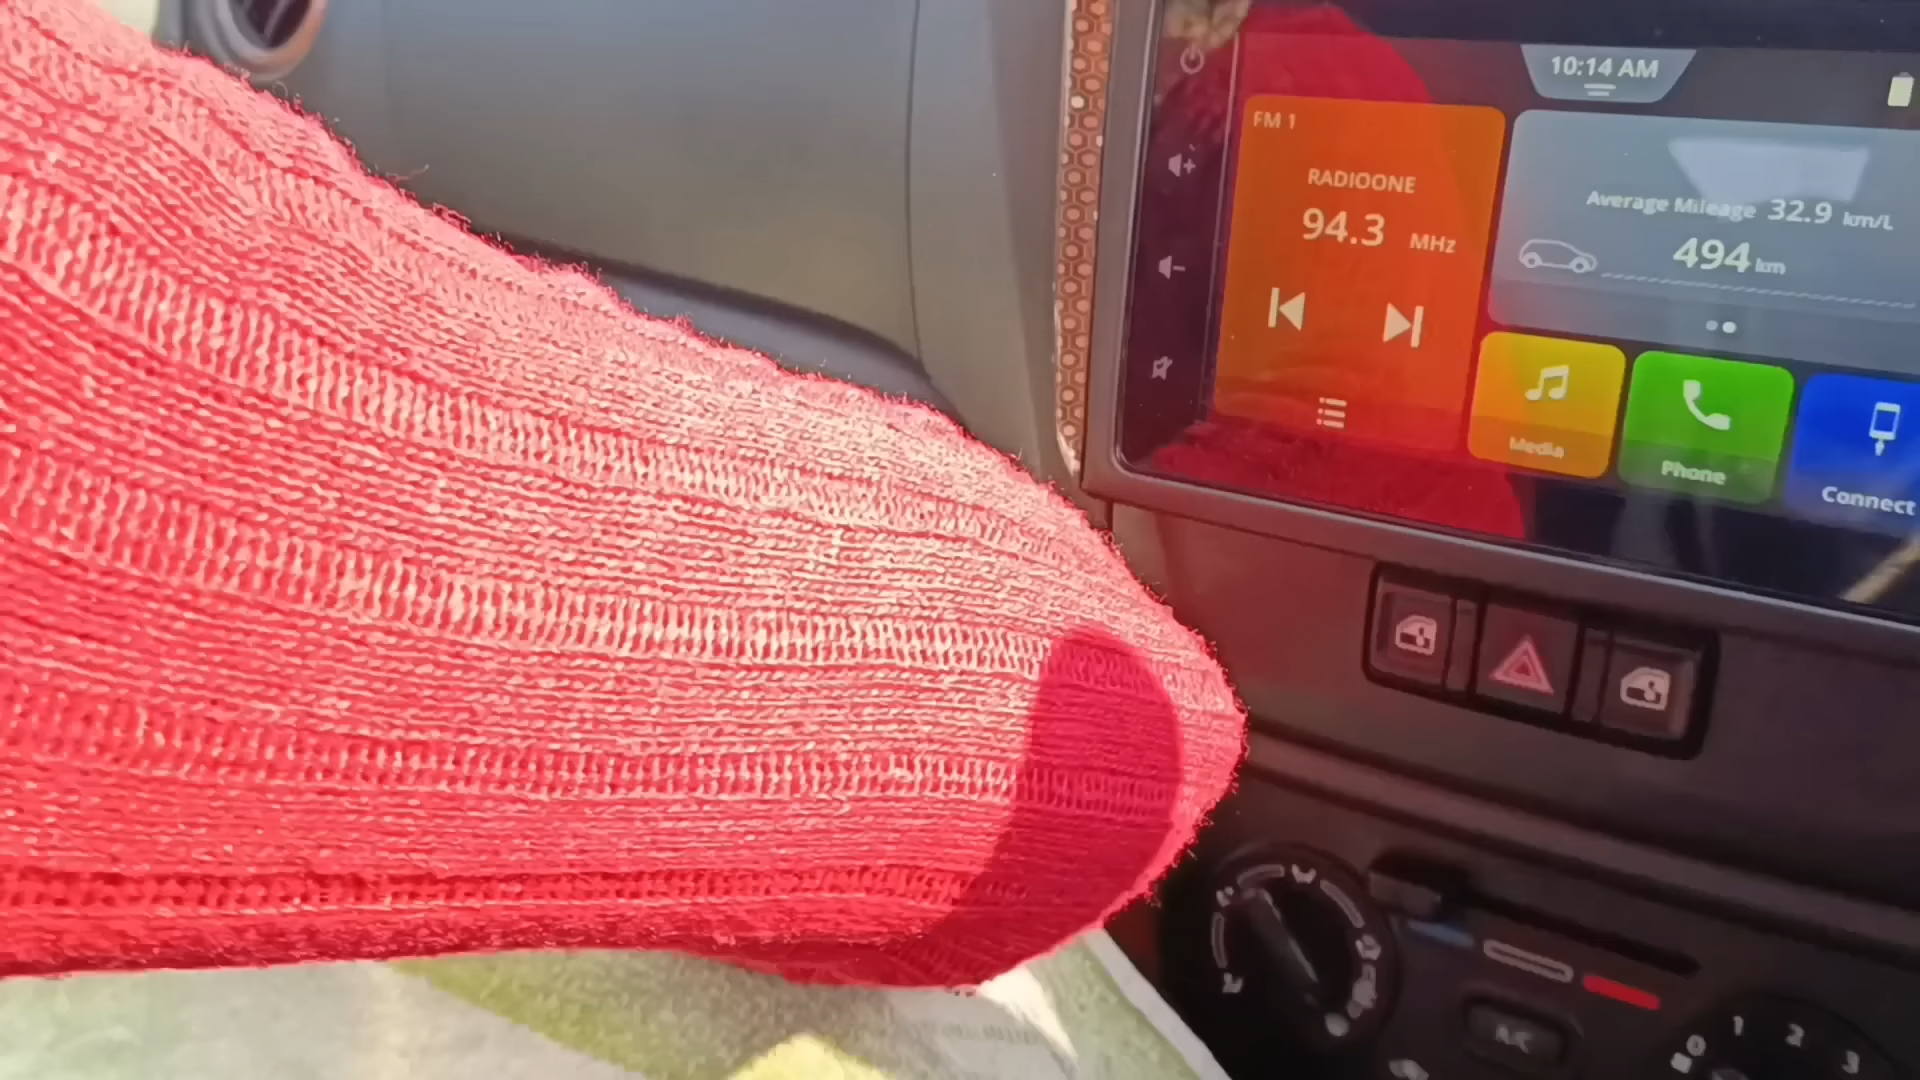 10:14 AM
FM 1
RADIOONE
94.3 MHz
Average Mileage 32.9 km/L
494 km
Media
Phone
Connect
A/C
0 1 2 3